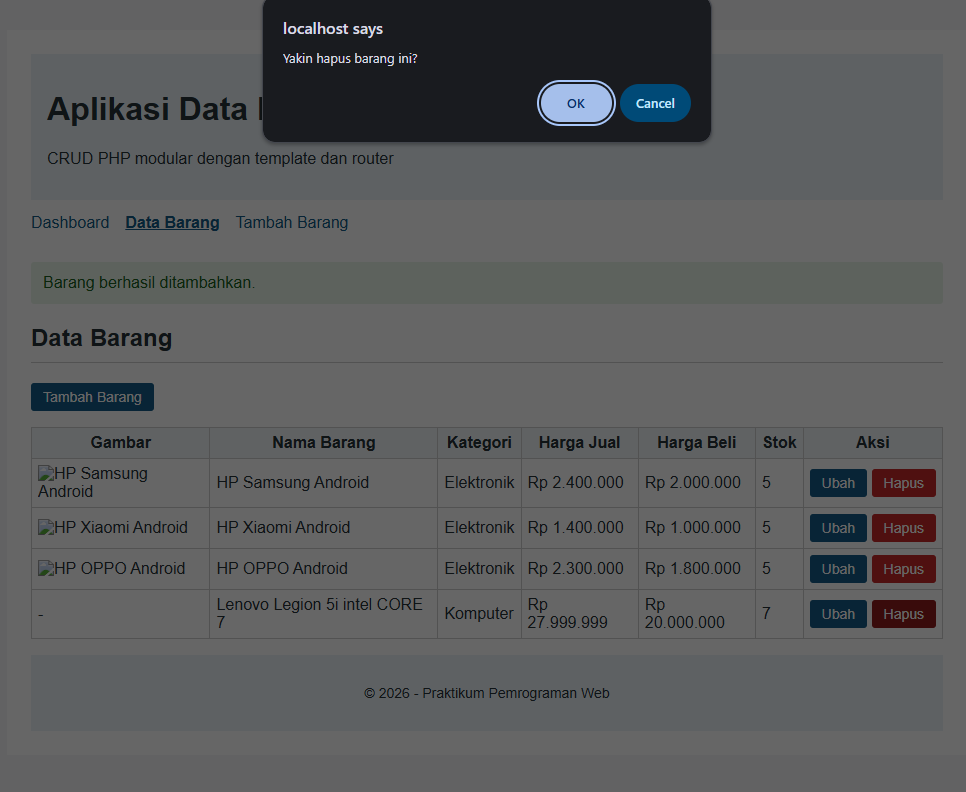 localhost says
Yakin hapus barang ini?
OK
Cancel
Aplikasi Data
CRUD PHP modular dengan template dan router
Dashboard Data Barang Tambah Barang
Barang berhasil ditambahkan.
Data Barang
Tambah Barang
Gambar Nama Barang Kategori Harga Jual Harga Beli Stok Aksi
HP Samsung
Android
HP Samsung Android Elektronik Rp 2.400.000 Rp 2.000.000 5 Ubah Hapus
HP Xiaomi Android HP Xiaomi Android Elektronik Rp 1.400.000 Rp 1.000.000 5 Ubah Hapus
HP OPPO Android HP OPPO Android Elektronik Rp 2.300.000 Rp 1.800.000 5 Ubah Hapus
-
Lenovo Legion 5i intel CORE
7
Komputer
Rp
27.999.999
Rp
20.000.000
7
Ubah Hapus
© 2026 - Praktikum Pemrograman Web